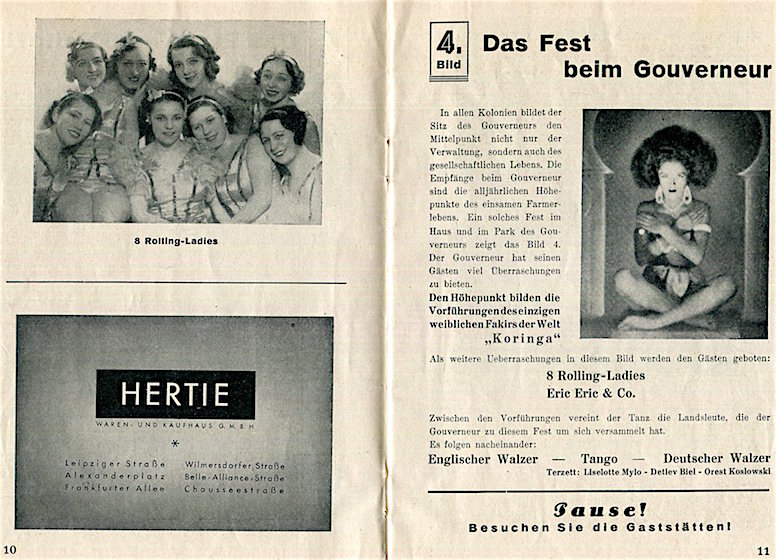 8 Rolling-Ladies
HERTIE
WAREN- UND KAUFHAUS G.M.B.H
*
Leipziger Straße
Alexanderplatz
Frankfurter Allee
Wilmersdorfer Straße
Belle-Alliance-Straße
Chausseestraße
10
4.
Bild
Das Fest
beim Gouverneur
In allen Kolonien bildet der
Sitz des Gouverneurs den
Mittelpunkt nicht nur der
Verwaltung, sondern auch des
gesellschaftlichen Lebens. Die
Empfänge beim Gouverneur
sind die alljährlichen Höhe-
punkte des einsamen Farmer-
lebens. Ein solches Fest im
Haus und im Park des Gou-
verneurs zeigt das Bild 4.
Der Gouverneur hat seinen
Gästen viel Überraschungen
zu bieten.
Den Höhepunkt bilden die
Vorführungen des einzigen
weiblichen Fakirs der Welt
„Koringa“
Als weitere Ueberraschungen in diesem Bild werden den Gästen geboten:
8 Rolling-Ladies
Eric Eric & Co.
Zwischen den Vorführungen vereint der Tanz die Landsleute, die der
Gouverneur zu diesem Fest um sich versammelt hat.
Es folgen nacheinander:
Englischer Walzer — Tango — Deutscher Walzer
Terzett: Liselotte Mylo - Detlev Biel - Orest Koslowski
Pause!
Besuchen Sie die Gaststätten!
11